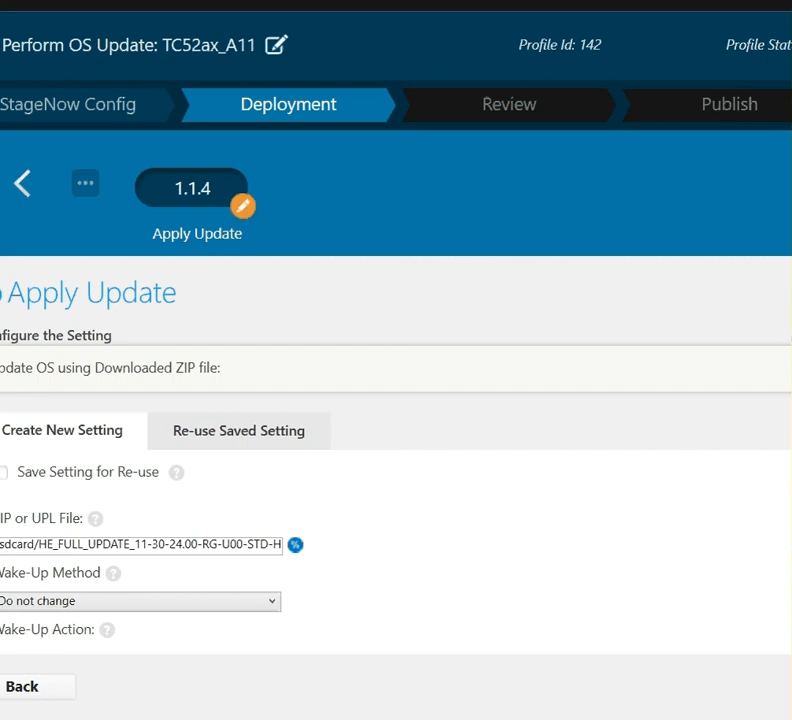 Perform OS Update: TC52ax_A11
Profile Id: 142
Profile Stat
StageNow Config
Deployment
Review
Publish
1.1.4
Apply Update
Apply Update
nfigure the Setting
pdate OS using Downloaded ZIP file:
Create New Setting
Re-use Saved Setting
Save Setting for Re-use ?
IP or UPL File: ?
sdcard/HE_FULL_UPDATE_11-30-24.00-RG-U00-STD-H
Wake-Up Method ?
Do not change
Wake-Up Action: ?
Back